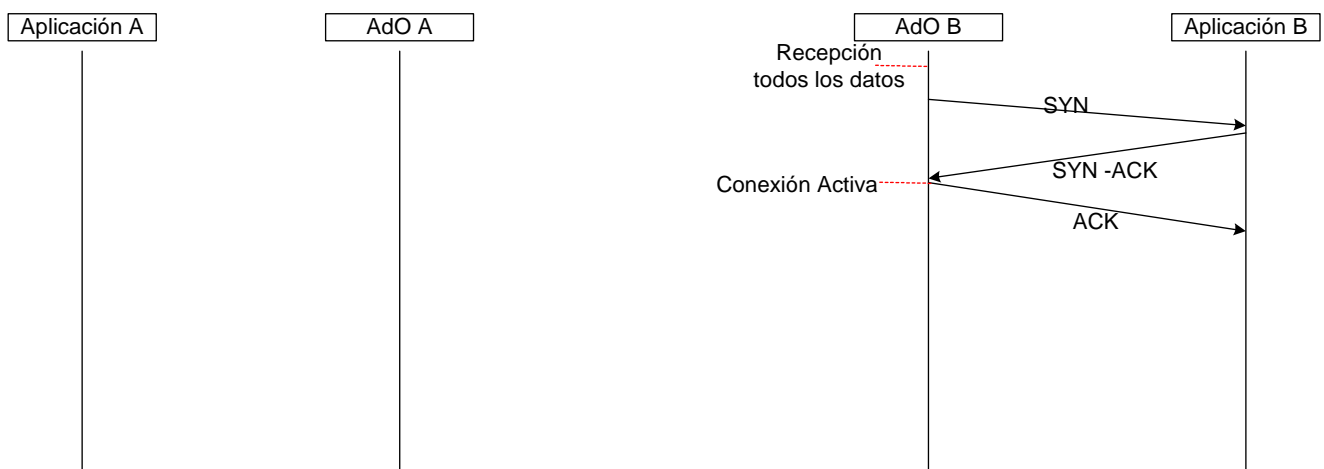 Aplicación A
AdO A
AdO B
Aplicación B
Recepción
todos los datos
SYN
SYN -ACK
Conexión Activa
ACK